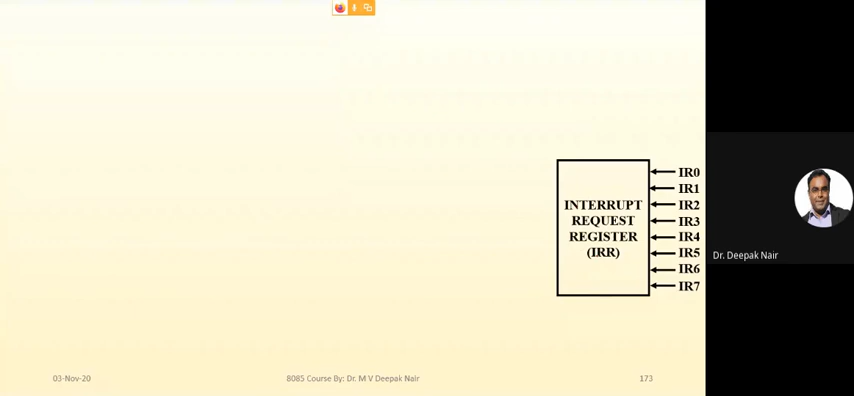 IR0
IR1
INTERRUPT
IR2
REQUEST
IR3
REGISTER
IR4
(IRR)
IR5
IR6
IR7
Dr. Deepak Nair
03-Nov-20
8085 Course By: Dr. M V Deepak Nair
173